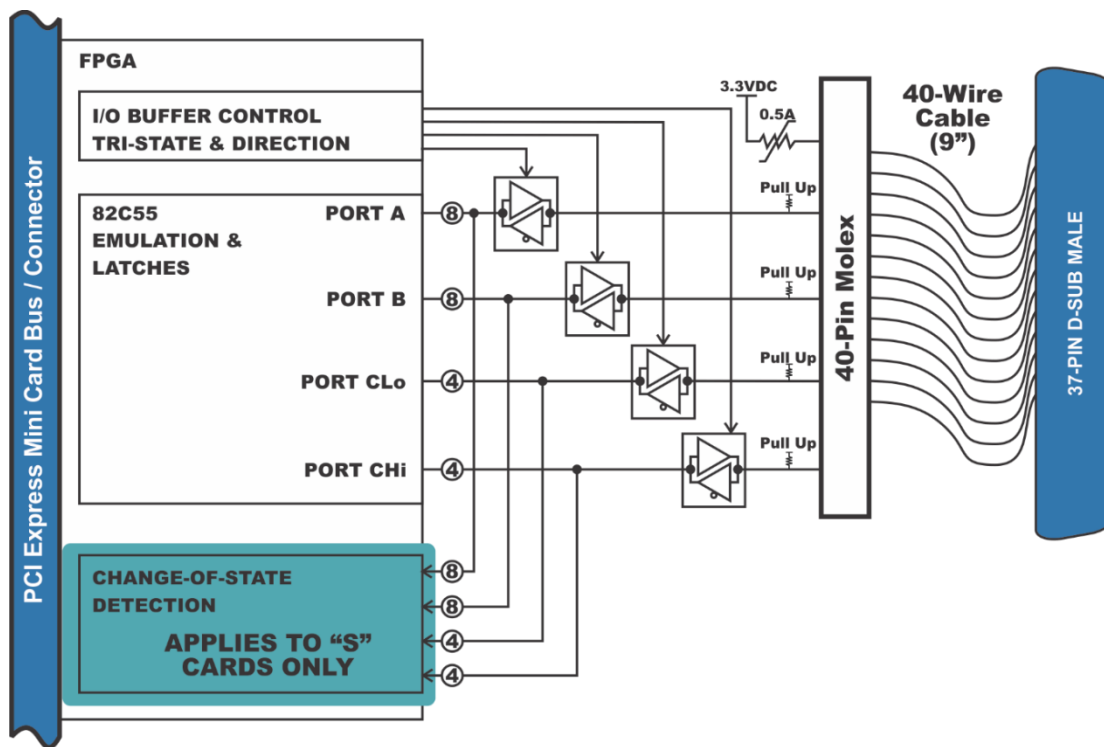 PCI Express Mini Card Bus / Connector
FPGA
I/O BUFFER CONTROL
TRI-STATE & DIRECTION
82C55
EMULATION &
LATCHES
PORT A
8
PORT B
8
PORT CLo
4
PORT CHi
4
CHANGE-OF-STATE
DETECTION
APPLIES TO “S”
CARDS ONLY
8
8
4
4
3.3VDC
0.5A
Pull Up
Pull Up
Pull Up
Pull Up
40-Pin Molex
40-Wire
Cable
(9”)
37-PIN D-SUB MALE